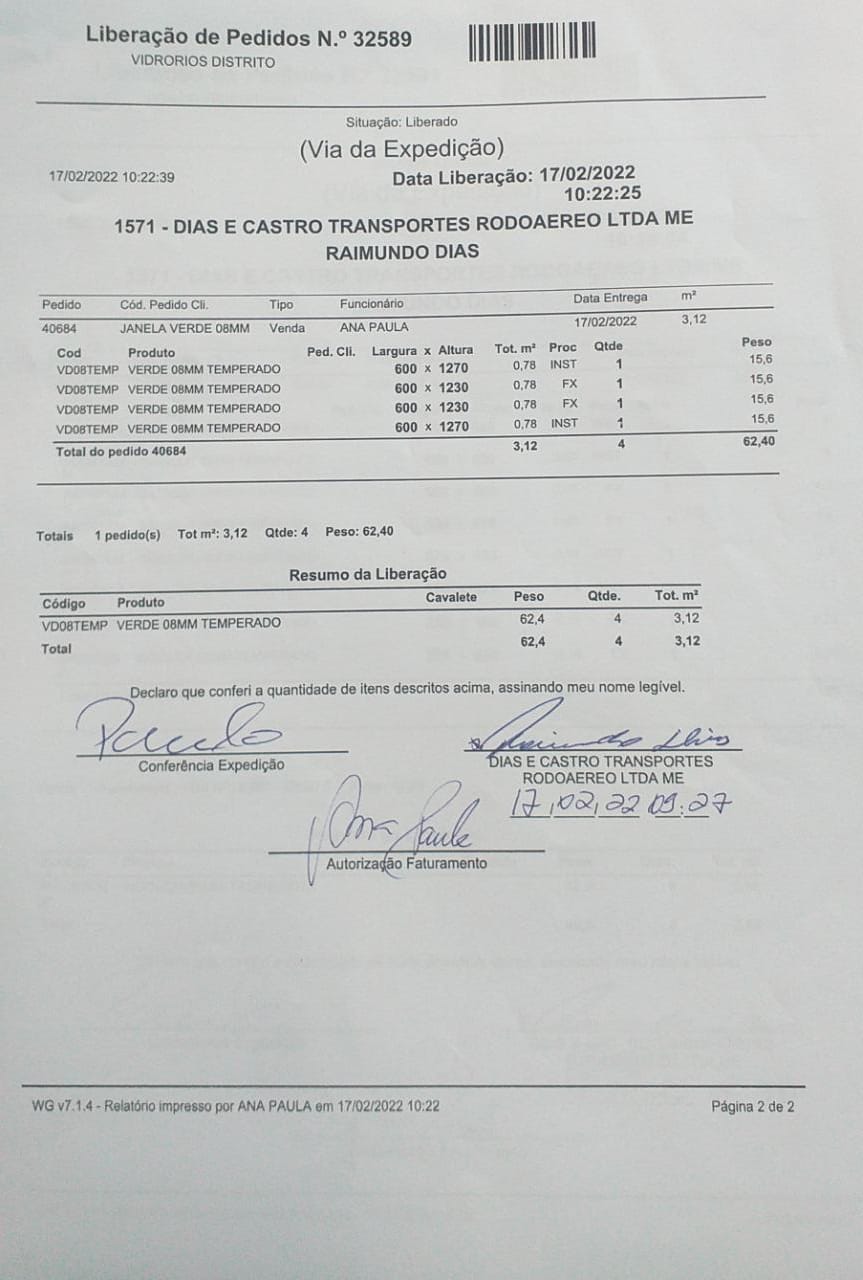 Liberação de Pedidos N.º 32589
VIDRORIOS DISTRITO
Situação: Liberado
(Via da Expedição)
17/02/2022 10:22:39 Data Liberação: 17/02/2022
10:22:25
1571 - DIAS E CASTRO TRANSPORTES RODOAEREO LTDA ME
RAIMUNDO DIAS
Pedido Cód. Pedido Cli. Tipo Funcionário Data Entrega m²
40684 JANELA VERDE 08MM Venda ANA PAULA 17/02/2022 3,12
Cod Produto Ped. Cli. Largura x Altura Tot. m² Proc Qtde Peso
VD08TEMP VERDE 08MM TEMPERADO 600 x 1270 0,78 INST 1 15,6
VD08TEMP VERDE 08MM TEMPERADO 600 x 1230 0,78 FX 1 15,6
VD08TEMP VERDE 08MM TEMPERADO 600 x 1230 0,78 FX 1 15,6
VD08TEMP VERDE 08MM TEMPERADO 600 x 1270 0,78 INST 1 15,6
Total do pedido 40684 3,12 4 62,40
Totais 1 pedido(s) Tot m²: 3,12 Qtde: 4 Peso: 62,40
Resumo da Liberação
Código Produto Cavalete Peso Qtde. Tot. m²
VD08TEMP VERDE 08MM TEMPERADO 62,4 4 3,12
Total 62,4 4 3,12
Declaro que conferi a quantidade de itens descritos acima, assinando meu nome legível.
Paulo
Conferência Expedição
DIAS E CASTRO TRANSPORTES
RODOAEREO LTDA ME
17,02,22 09:27
Ana Paula
Autorização Faturamento
WG v7.1.4 - Relatório impresso por ANA PAULA em 17/02/2022 10:22 Página 2 de 2